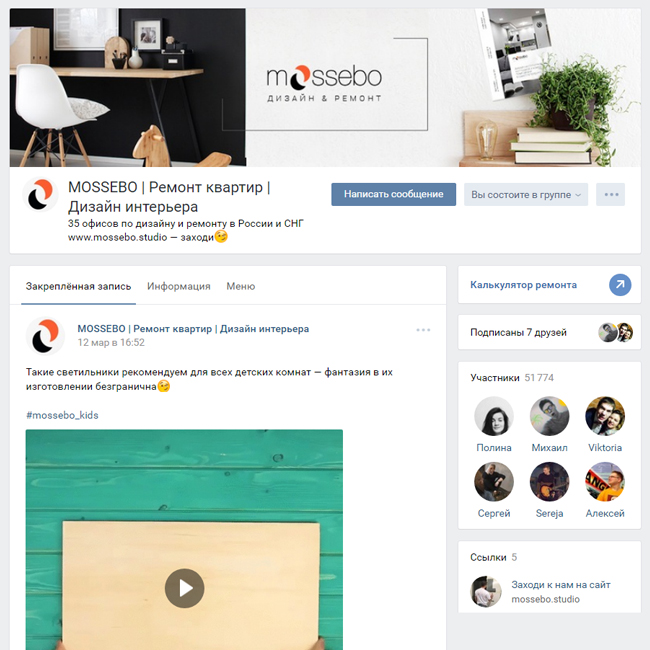 mossebo
ДИЗАЙН & РЕМОНТ
MOSSEBO | Ремонт квартир |
Дизайн интерьера
35 офисов по дизайну и ремонту в России и СНГ
www.mossebo.studio — заходи😉
Написать сообщение
Вы состоите в группе
Закреплённая запись
Информация
Меню
MOSSEBO | Ремонт квартир | Дизайн интерьера
12 мар в 16:52
Такие светильники рекомендуем для всех детских комнат — фантазия в их
изготовлении безгранична😉
#mossebo_kids
Калькулятор ремонта
Подписаны 7 друзей
Участники 51 774
Полина
Михаил
Viktoria
Сергей
Sereja
Алексей
Ссылки 5
Заходи к нам на сайт
mossebo.studio